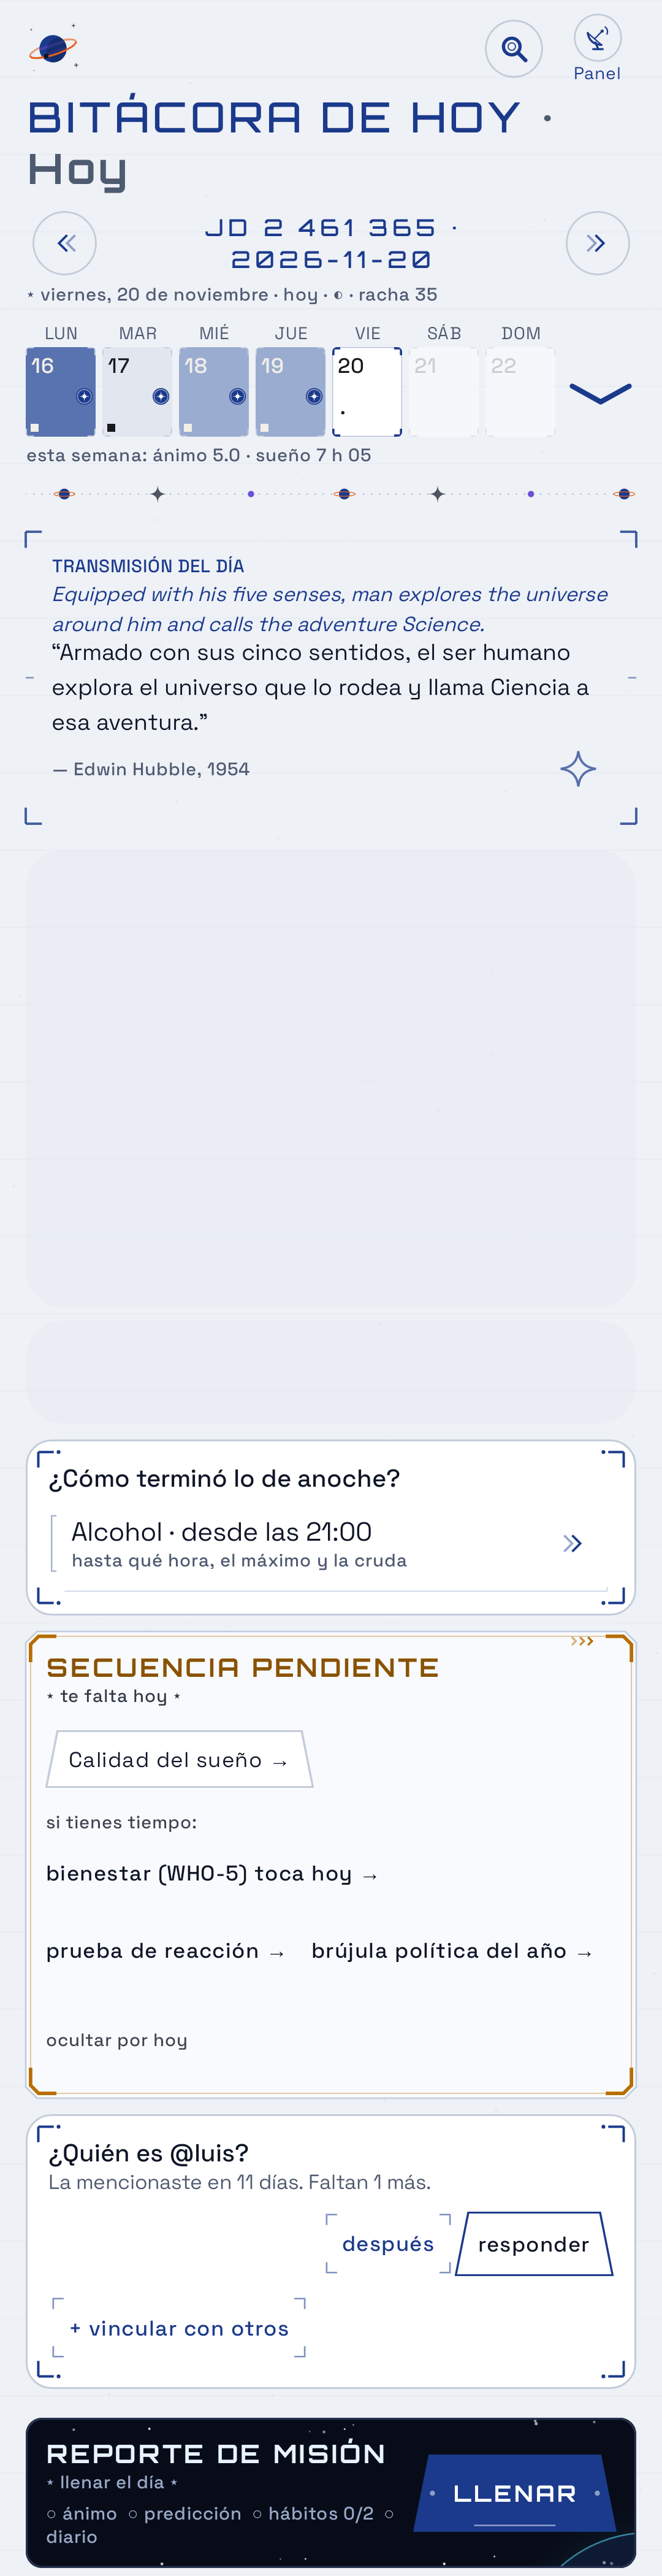 Panel
BITÁCORA DE HOY ·
Hoy
JD 2 461 365 ·
2026-11-20
⋆ viernes, 20 de noviembre · hoy · ◐ · racha 35
LUN MAR MIÉ JUE VIE SÁB DOM
16 17 18 19 20 21 22
esta semana: ánimo 5.0 · sueño 7 h 05
TRANSMISIÓN DEL DÍA
Equipped with his five senses, man explores the universe
around him and calls the adventure Science.
“Armado con sus cinco sentidos, el ser humano
explora el universo que lo rodea y llama Ciencia a
esa aventura.”
— Edwin Hubble, 1954
¿Cómo terminó lo de anoche?
Alcohol · desde las 21:00
hasta qué hora, el máximo y la cruda
SECUENCIA PENDIENTE
⋆ te falta hoy ⋆
Calidad del sueño →
si tienes tiempo:
bienestar (WHO-5) toca hoy →
prueba de reacción → brújula política del año →
ocultar por hoy
¿Quién es @luis?
La mencionaste en 11 días. Faltan 1 más.
después responder
+ vincular con otros
REPORTE DE MISIÓN
⋆ llenar el día ⋆
○ ánimo ○ predicción ○ hábitos 0/2 ○
diario
LLENAR